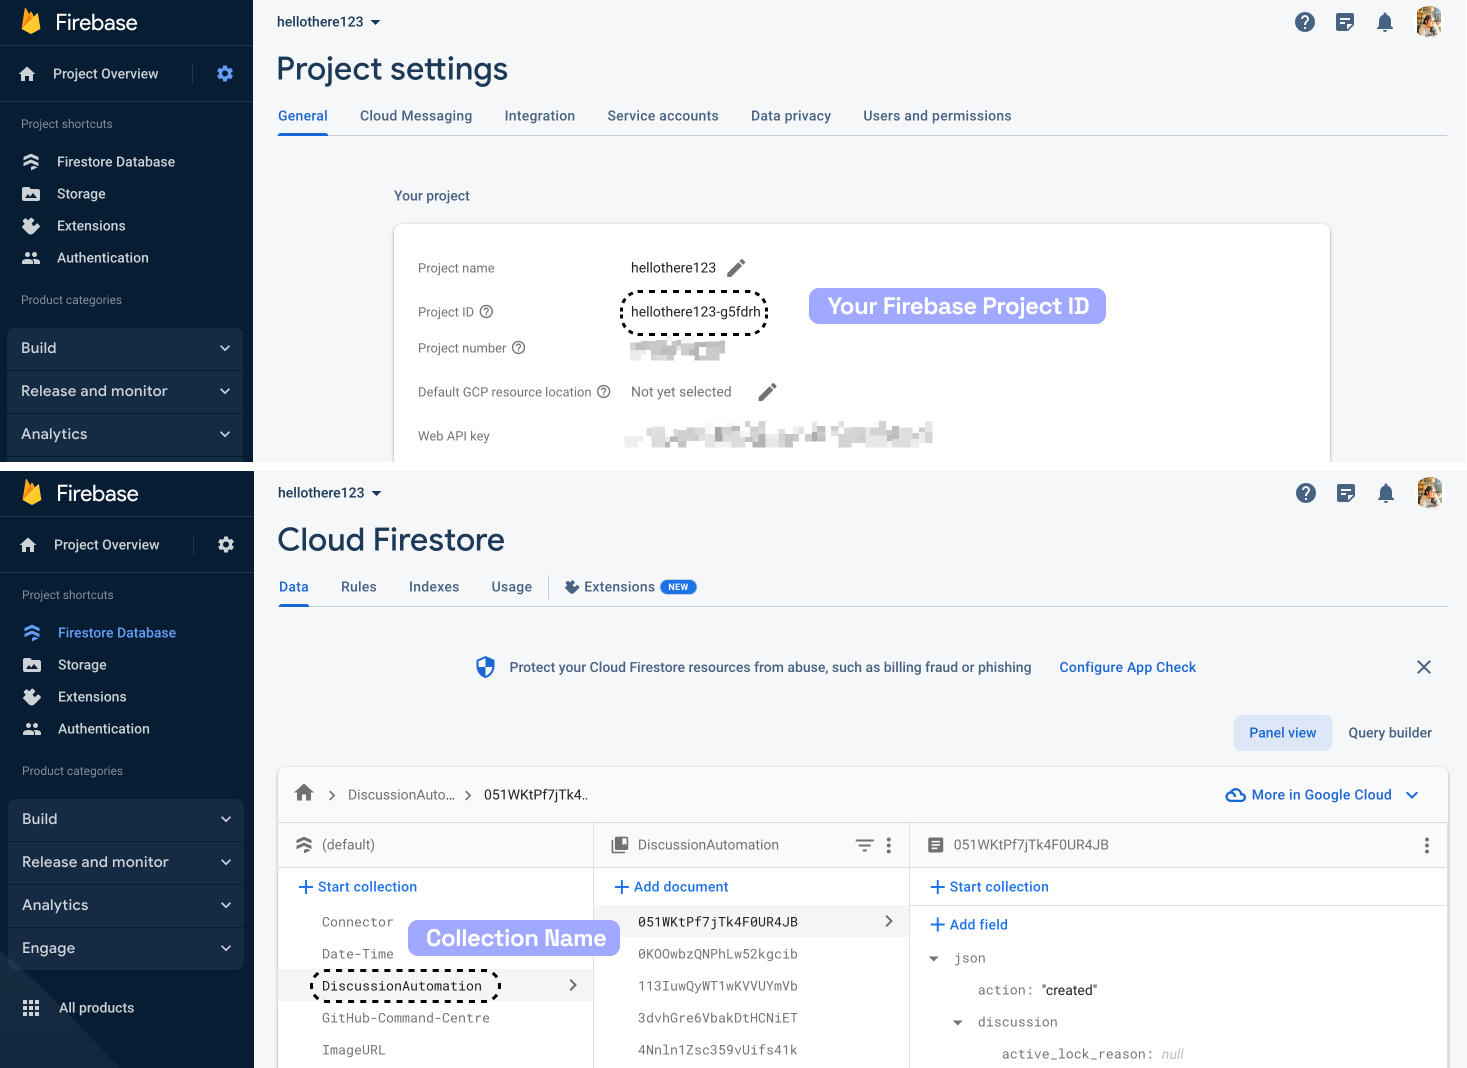 Firebase
hellothere123
Project Overview
Project settings
General Cloud Messaging Integration Service accounts Data privacy Users and permissions
Project shortcuts
Firestore Database
Storage
Extensions
Authentication
Product categories
Build
Release and monitor
Analytics
Your project
Project name hellothere123
Project ID hellothere123-g5fdrh
Your Firebase Project ID
Project number
Default GCP resource location Not yet selected
Web API key
Firebase
hellothere123
Project Overview
Cloud Firestore
Data Rules Indexes Usage Extensions NEW
Project shortcuts
Firestore Database
Storage
Extensions
Authentication
Product categories
Build
Release and monitor
Analytics
Engage
All products
Protect your Cloud Firestore resources from abuse, such as billing fraud or phishing Configure App Check
Panel view Query builder
DiscussionAuto... 051WKtPf7jTk4..
More in Google Cloud
(default)
Start collection
Connector
Date-Time
DiscussionAutomation
GitHub-Command-Centre
ImageURL
Collection Name
DiscussionAutomation
Add document
051WKtPf7jTk4F0UR4JB
0KOOwbzQNPhLw52kgcib
113IuwQyWT1wKVVUYmVb
3dvhGre6VbakDtHCNiET
4Nnln1Zsc359vUifs41k
051WKtPf7jTk4F0UR4JB
Start collection
Add field
json
action: "created"
discussion
active_lock_reason: null